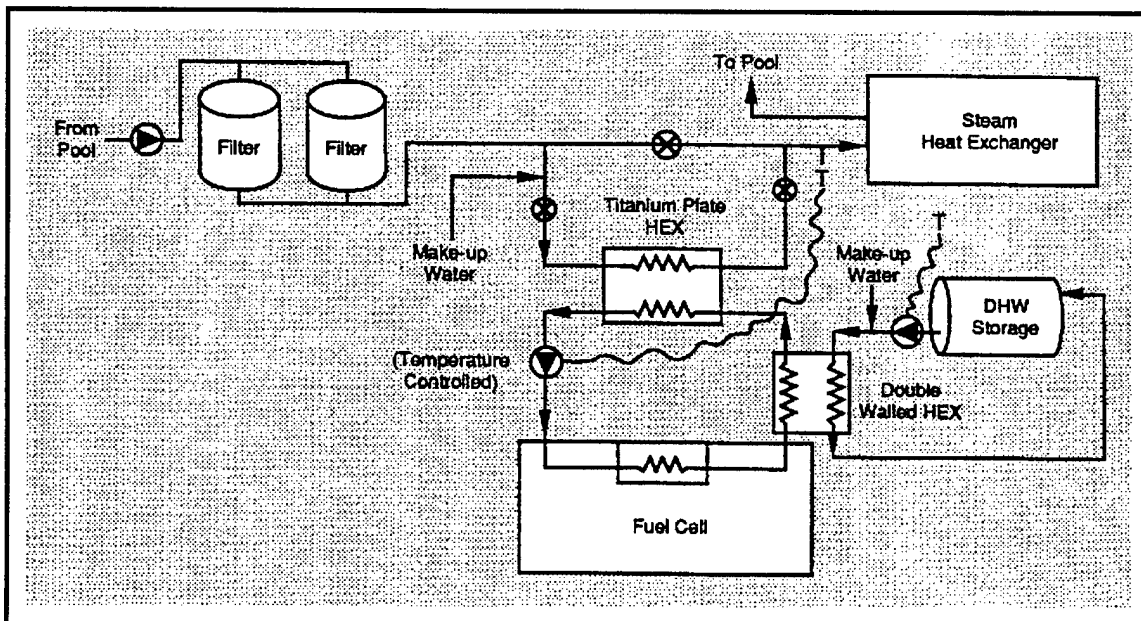 To Pool
Steam
Heat Exchanger
From
Pool
Filter
Filter
Titanium Plate
HEX
T
T
T
Make-up
Water
Make-up
Water
DHW
Storage
(Temperature
Controlled)
Double
Walled HEX
Fuel Cell